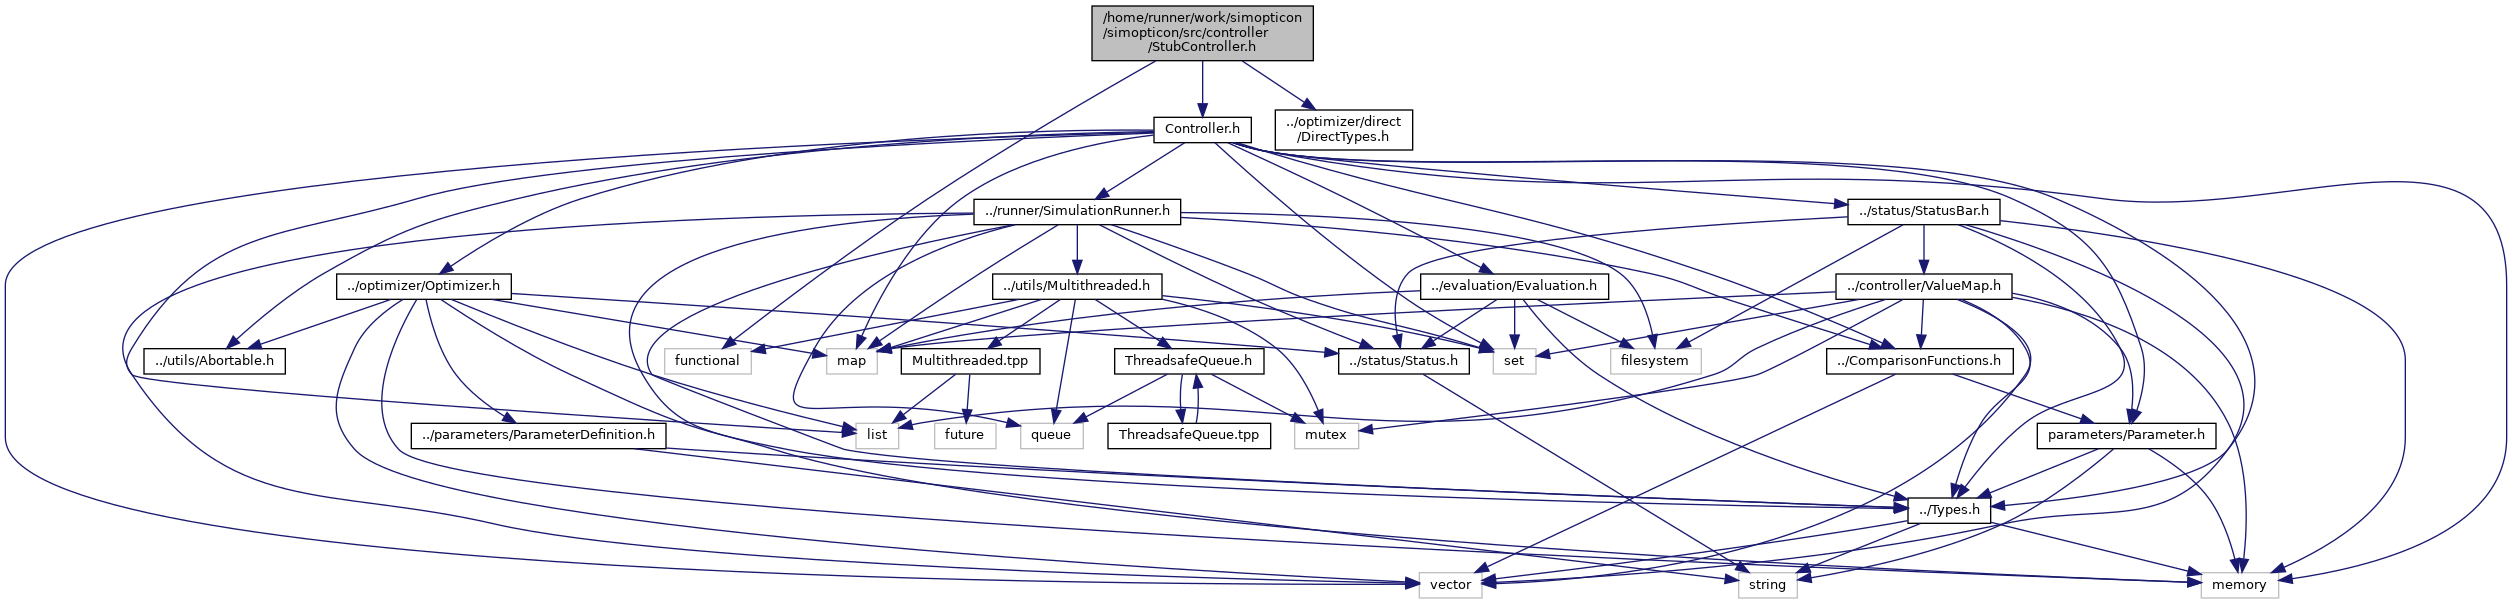 /home/runner/work/simopticon
/simopticon/src/controller
/StubController.h
Controller.h
../optimizer/direct
/DirectTypes.h
../runner/SimulationRunner.h
../status/StatusBar.h
../optimizer/Optimizer.h
../utils/Multithreaded.h
../evaluation/Evaluation.h
../controller/ValueMap.h
../utils/Abortable.h
functional
map
Multithreaded.tpp
ThreadsafeQueue.h
../status/Status.h
set
filesystem
../ComparisonFunctions.h
../parameters/ParameterDefinition.h
list
future
queue
ThreadsafeQueue.tpp
mutex
parameters/Parameter.h
../Types.h
vector
string
memory